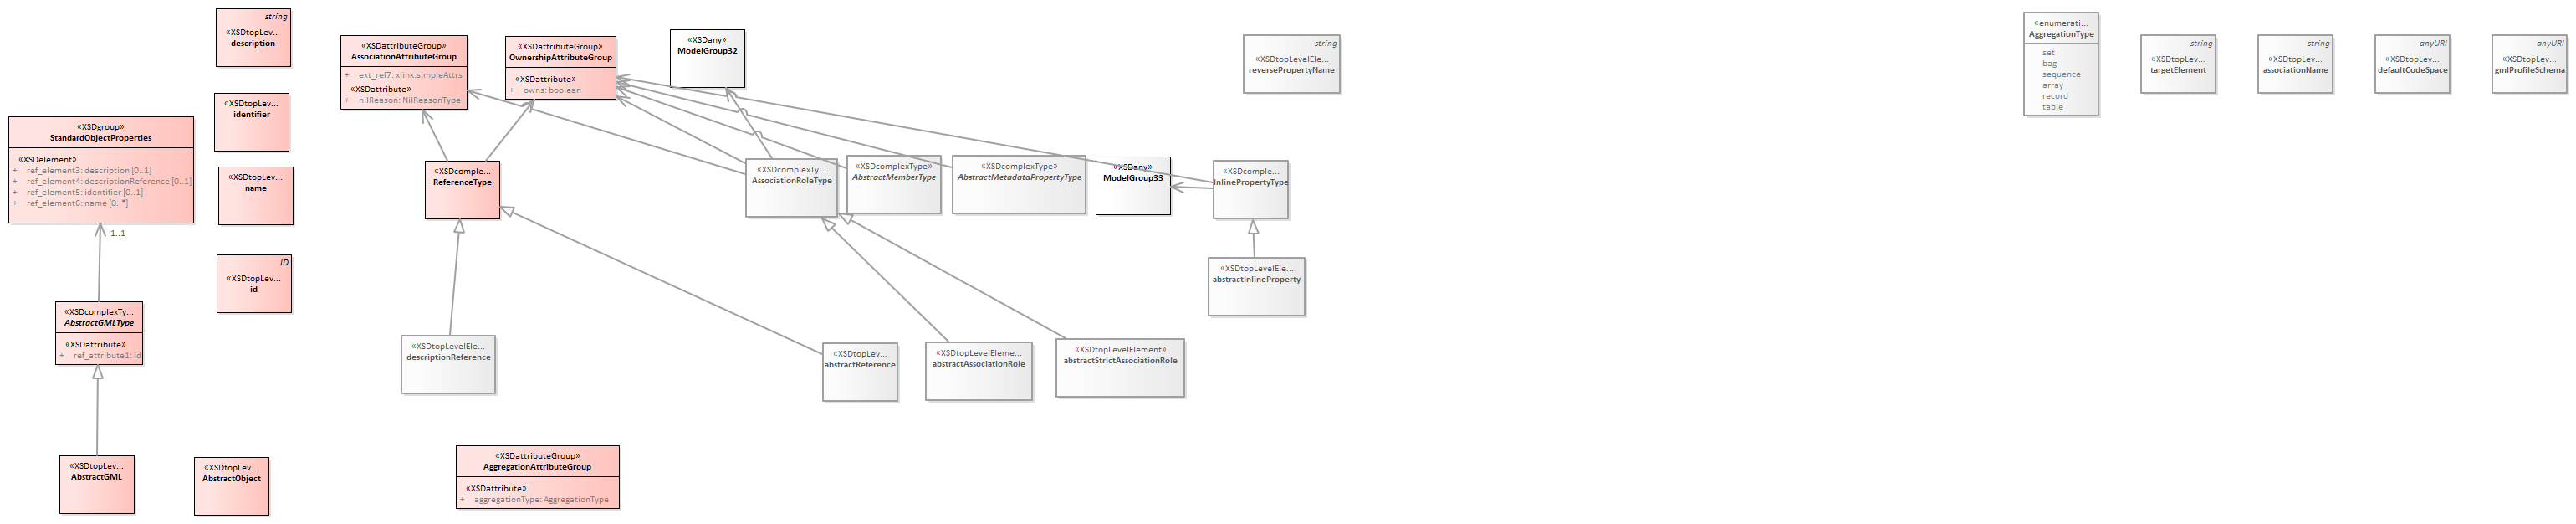 string
«XSDtopLev...
description
«XSDtopLev...
identifier
«XSDtopLev...
name
ID
«XSDtopLev...
id
«XSDgroup»
StandardObjectProperties
«XSDelement»
+ ref_element3: description [0..1]
+ ref_element4: descriptionReference [0..1]
+ ref_element5: identifier [0..1]
+ ref_element6: name [0..*]
1..1
«XSDcomplexTy...
AbstractGMLType
«XSDattribute»
+ ref_attribute1: id
«XSDtopLev...
AbstractGML
«XSDtopLev...
AbstractObject
«XSDattributeGroup»
AssociationAttributeGroup
+ ext_ref7: xlink:simpleAttrs
«XSDattribute»
+ nilReason: NilReasonType
«XSDattributeGroup»
OwnershipAttributeGroup
«XSDattribute»
+ owns: boolean
«XSDany»
ModelGroup32
«XSDcomple...
ReferenceType
«XSDcomplexTy...
AssociationRoleType
«XSDcomplexType»
AbstractMemberType
«XSDcomplexType»
AbstractMetadataPropertyType
«XSDany»
ModelGroup33
«XSDcomple...
InlinePropertyType
«XSDtopLevelEle...
abstractInlineProperty
«XSDtopLevelEle...
descriptionReference
«XSDtopLev...
abstractReference
«XSDtopLevelEleme...
abstractAssociationRole
«XSDtopLevelElement»
abstractStrictAssociationRole
«XSDattributeGroup»
AggregationAttributeGroup
«XSDattribute»
+ aggregationType: AggregationType
string
«XSDtopLevelEle...
reversePropertyName
«enumerati...
AggregationType
set
bag
sequence
array
record
table
string
«XSDtopLev...
targetElement
string
«XSDtopLev...
associationName
anyURI
«XSDtopLev...
defaultCodeSpace
anyURI
«XSDtopLev...
gmlProfileSchema